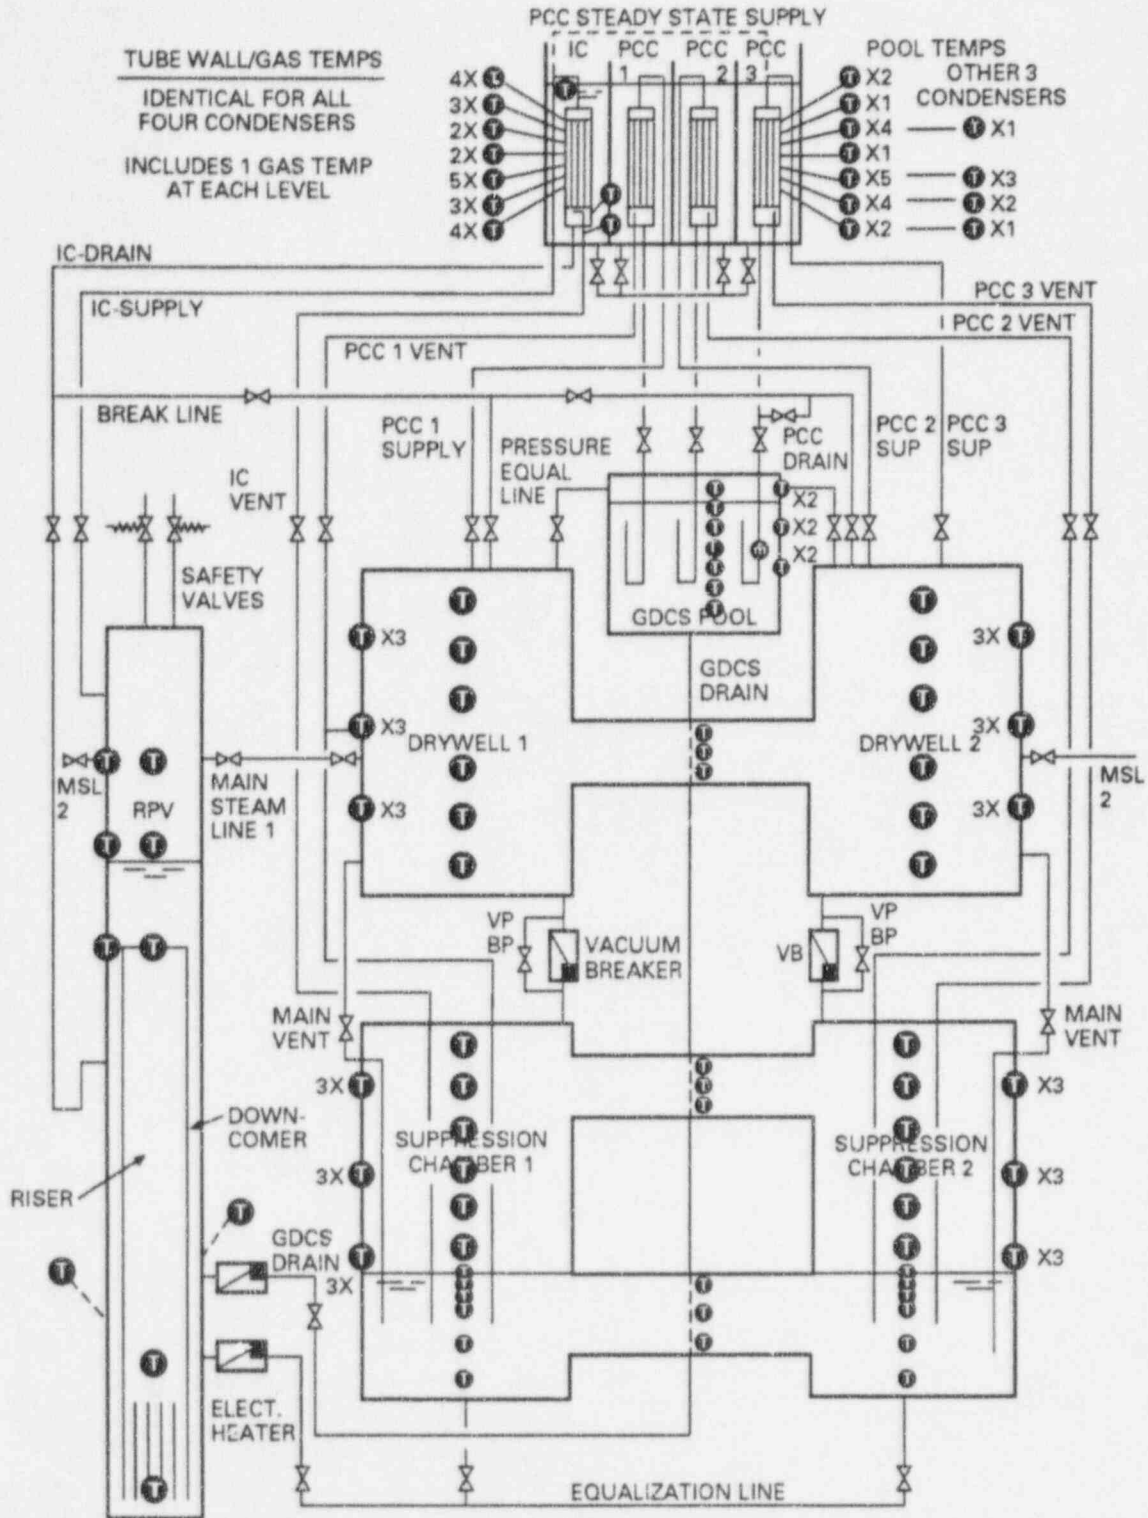 PCC STEADY STATE SUPPLY
TUBE WALL/GAS TEMPS
IDENTICAL FOR ALL
FOUR CONDENSERS
INCLUDES 1 GAS TEMP
AT EACH LEVEL
IC
PCC
1
PCC
2
PCC
3
POOL TEMPS
OTHER 3
CONDENSERS
4X T
3X T
2X T
2X T
5X T
3X T
4X T
T
T
T
T X2
T X1
T X4 T X1
T X1
T X5 T X3
T X4 T X2
T X2 T X1
IC-DRAIN
IC-SUPPLY
PCC 3 VENT
PCC 2 VENT
PCC 1 VENT
BREAK LINE
PCC 1
SUPPLY
PRESSURE
EQUAL
LINE
PCC
DRAIN
PCC 2
SUP
PCC 3
SUP
IC
VENT
T X2
T X2
X2
T X2
SAFETY
VALVES
GDCS POOL
GDCS
DRAIN
T X3
T X3
T X3
DRYWELL 1
DRYWELL 2
3X T
3X T
3X T
MSL
2
RPV
MAIN
STEAM
LINE 1
MSL
2
VP
BP
VACUUM
BREAKER
VB
VP
BP
MAIN
VENT
MAIN
VENT
3X T
3X T
3X T
DOWN-
COMER
RISER
SUPPRESSION
CHAMBER 1
SUPPRESSION
CHAMBER 2
T X3
T X3
T X3
GDCS
DRAIN
ELECT.
HEATER
EQUALIZATION LINE